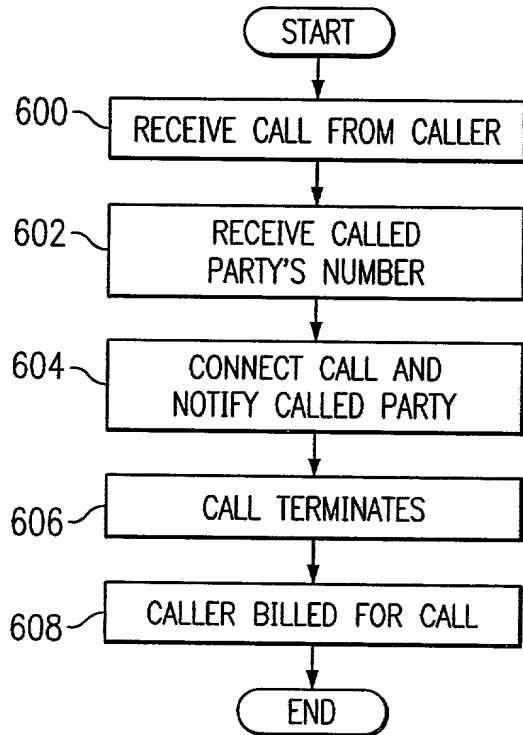 START
600
RECEIVE CALL FROM CALLER
602
RECEIVE CALLED
PARTY'S NUMBER
604
CONNECT CALL AND
NOTIFY CALLED PARTY
606
CALL TERMINATES
608
CALLER BILLED FOR CALL
END